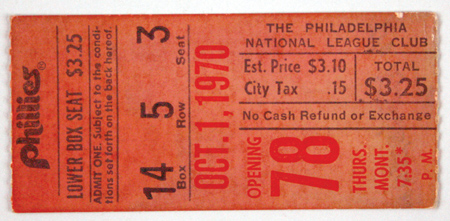 phillies®
LOWER BOX SEAT $3.25
ADMIT ONE. Subject to the condi-
tions set forth on the back hereof.
14 5 3
Box Row Seat
OCT. 1, 1970
OPENING
78
THURS.
MONT.
7:35*
P. M.
THE PHILADELPHIA
NATIONAL LEAGUE CLUB
Est. Price $3.10
City Tax .15
TOTAL
$3.25
No Cash Refund or Exchange